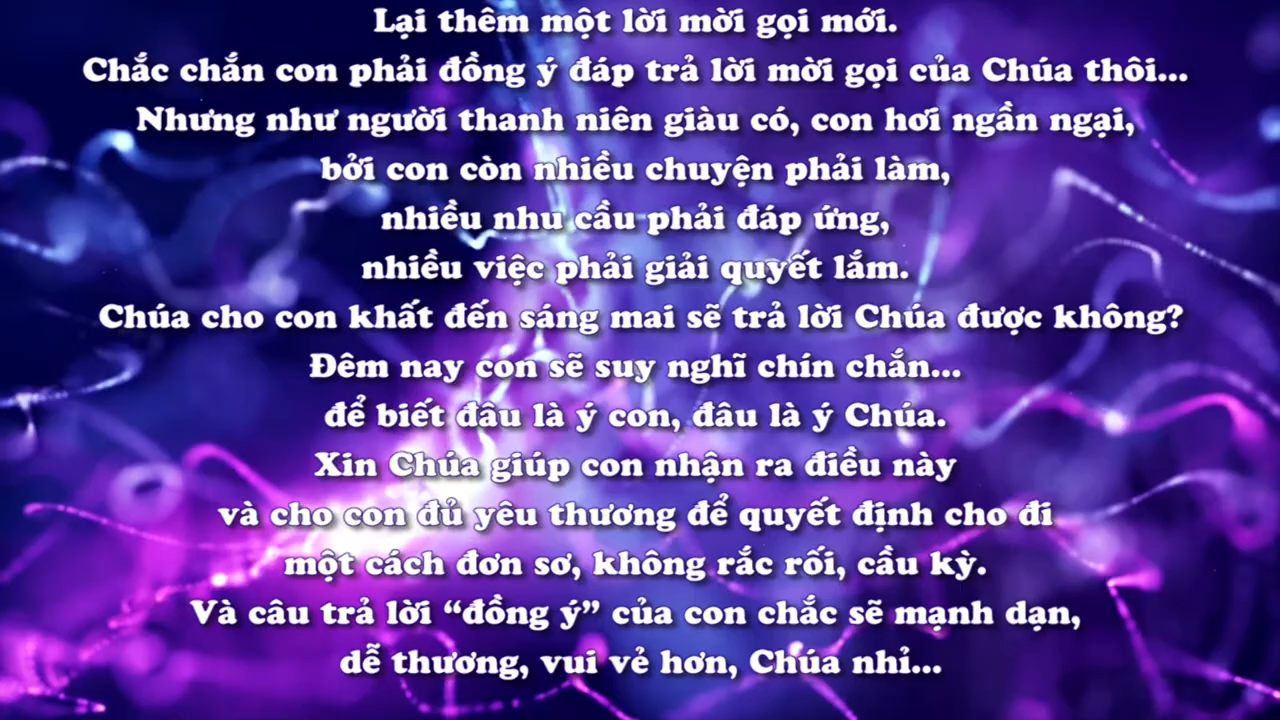 Lại thêm một lời mời gọi mới.
Chắc chắn con phải đồng ý đáp trả lời mời gọi của Chúa thôi...
Nhưng như người thanh niên giàu có, con hơi ngần ngại,
bởi con còn nhiều chuyện phải làm,
nhiều nhu cầu phải đáp ứng,
nhiều việc phải giải quyết lắm.
Chúa cho con khất đến sáng mai sẽ trả lời Chúa được không?
Đêm nay con sẽ suy nghĩ chín chắn...
để biết đâu là ý con, đâu là ý Chúa.
Xin Chúa giúp con nhận ra điều này
và cho con đủ yêu thương để quyết định cho đi
một cách đơn sơ, không rắc rối, cầu kỳ.
Và câu trả lời “đồng ý” của con chắc sẽ mạnh dạn,
dễ thương, vui vẻ hơn, Chúa nhỉ...